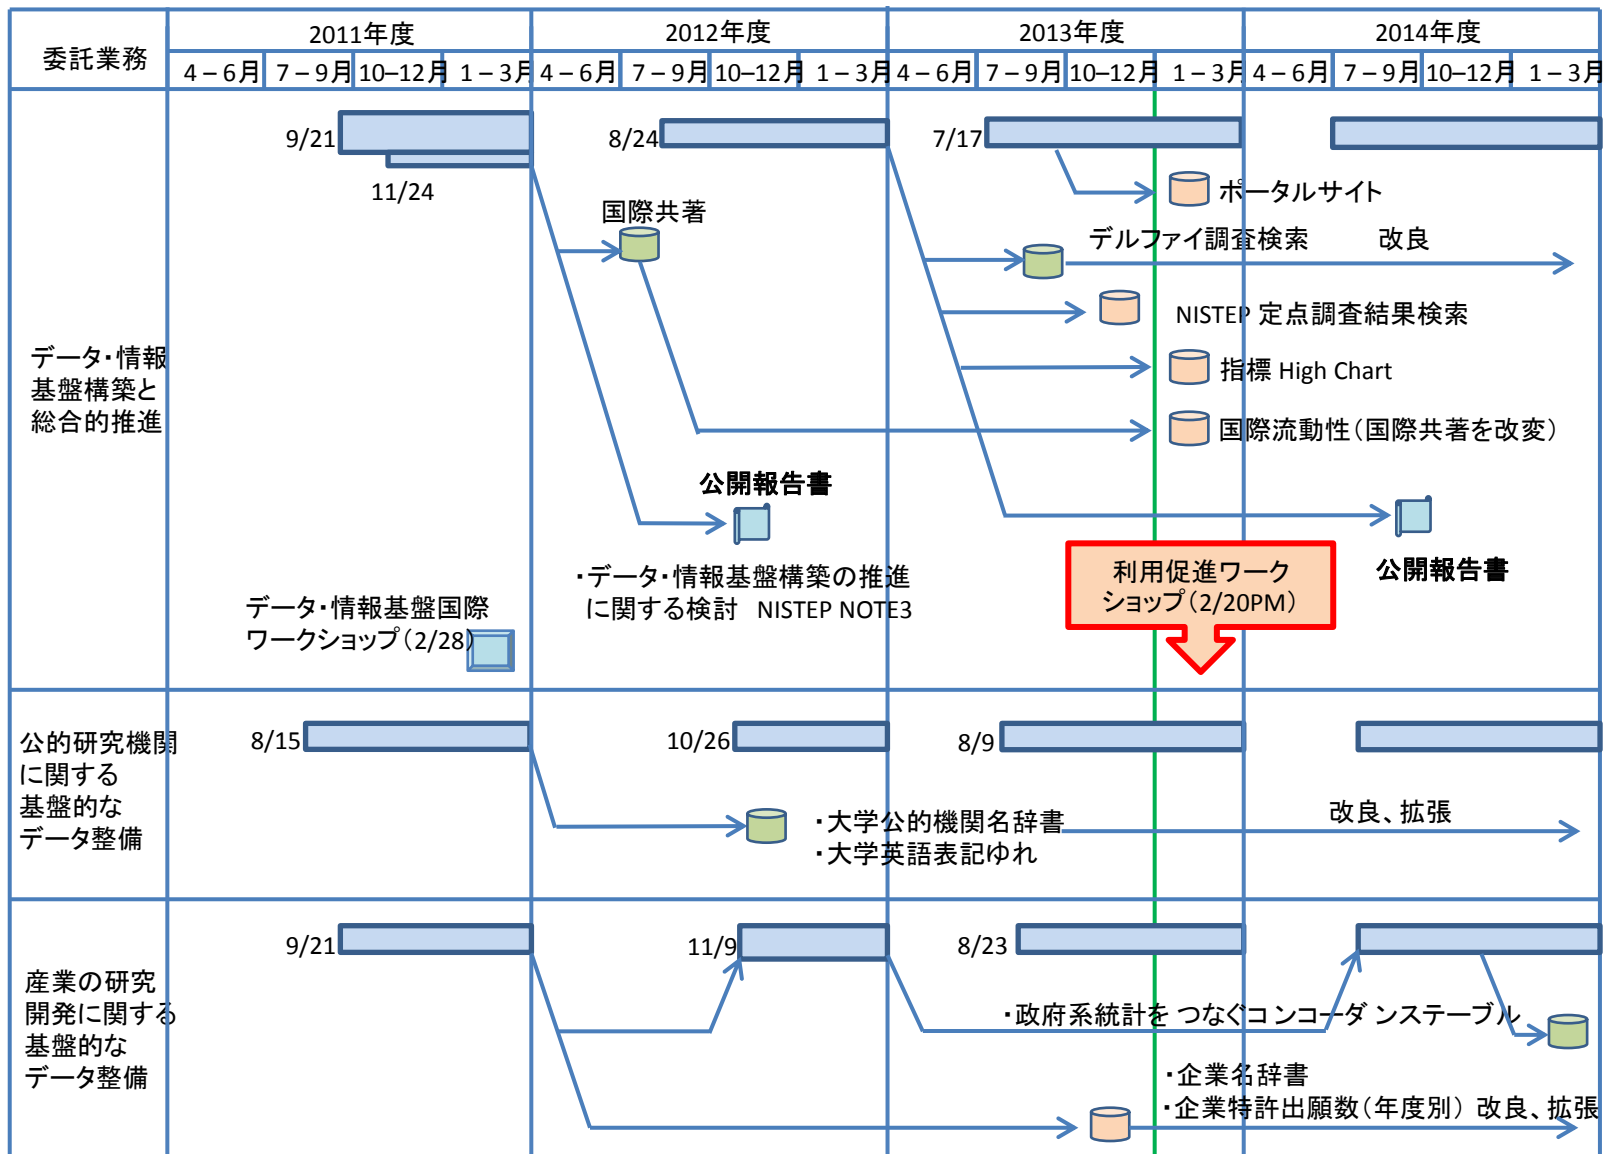 委託業務
2011年度
2012年度
2013年度
2014年度
4－6月
7－9月
10–12月
1－3月
4－6月
7－9月
10–12月
1－3月
4－6月
7－9月
10–12月
1－3月
4－6月
7－9月
10–12月
1－3月
データ・情報
基盤構築と
総合的推進
9/21
11/24
8/24
7/17
国際共著
ポータルサイト
デルファイ調査検索
改良
NISTEP 定点調査結果検索
指標 High Chart
国際流動性（国際共著を改変）
公開報告書
・データ・情報基盤構築の推進
に関する検討 NISTEP NOTE3
公開報告書
利用促進ワーク
ショップ（2/20PM）
データ・情報基盤国際
ワークショップ（2/28）
公的研究機関
に関する
基盤的な
データ整備
8/15
10/26
8/9
・大学公的機関名辞書
・大学英語表記ゆれ
改良、拡張
産業の研究
開発に関する
基盤的な
データ整備
9/21
11/9
8/23
・政府系統計を つなぐコンコーダンステーブル
・企業名辞書
・企業特許出願数（年度別） 改良、拡張